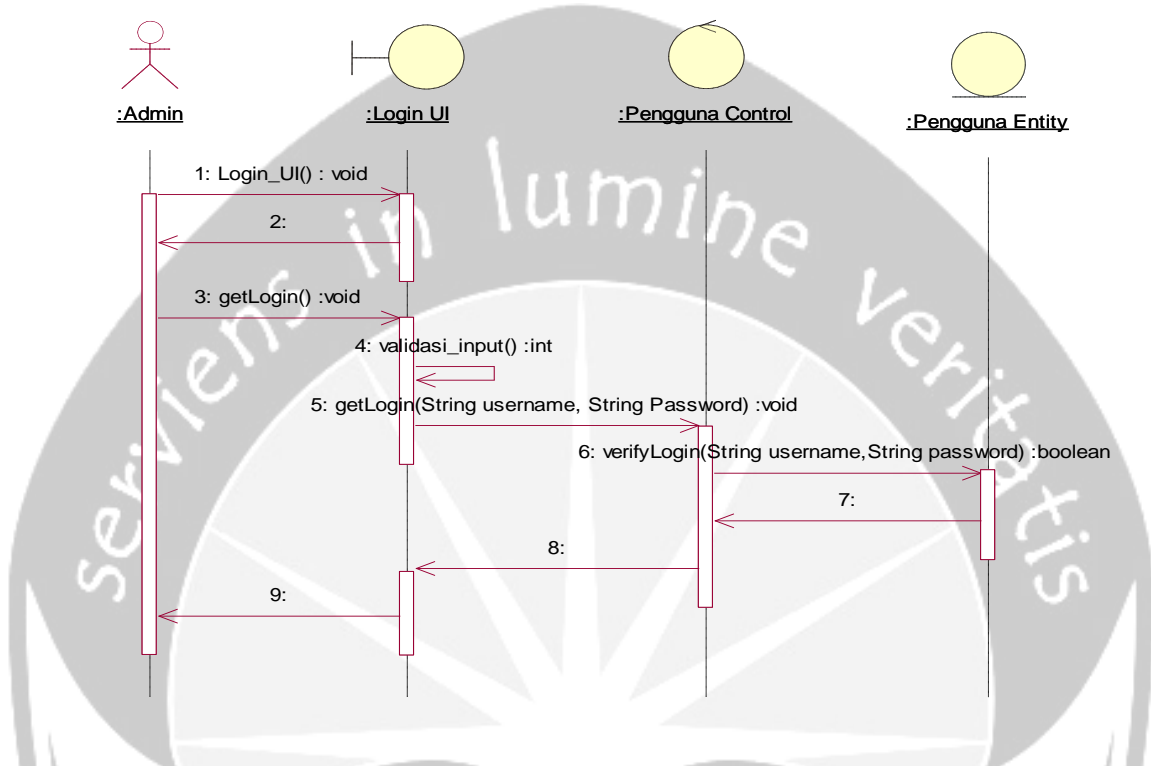 :Admin
:Login UI
:Pengguna Control
:Pengguna Entity
1: Login_UI() : void
2:
3: getLogin() :void
4: validasi_input() :int
5: getLogin(String username, String Password) :void
6: verifyLogin(String username,String password) :boolean
7:
8:
9:
serviens in lumine veritatis